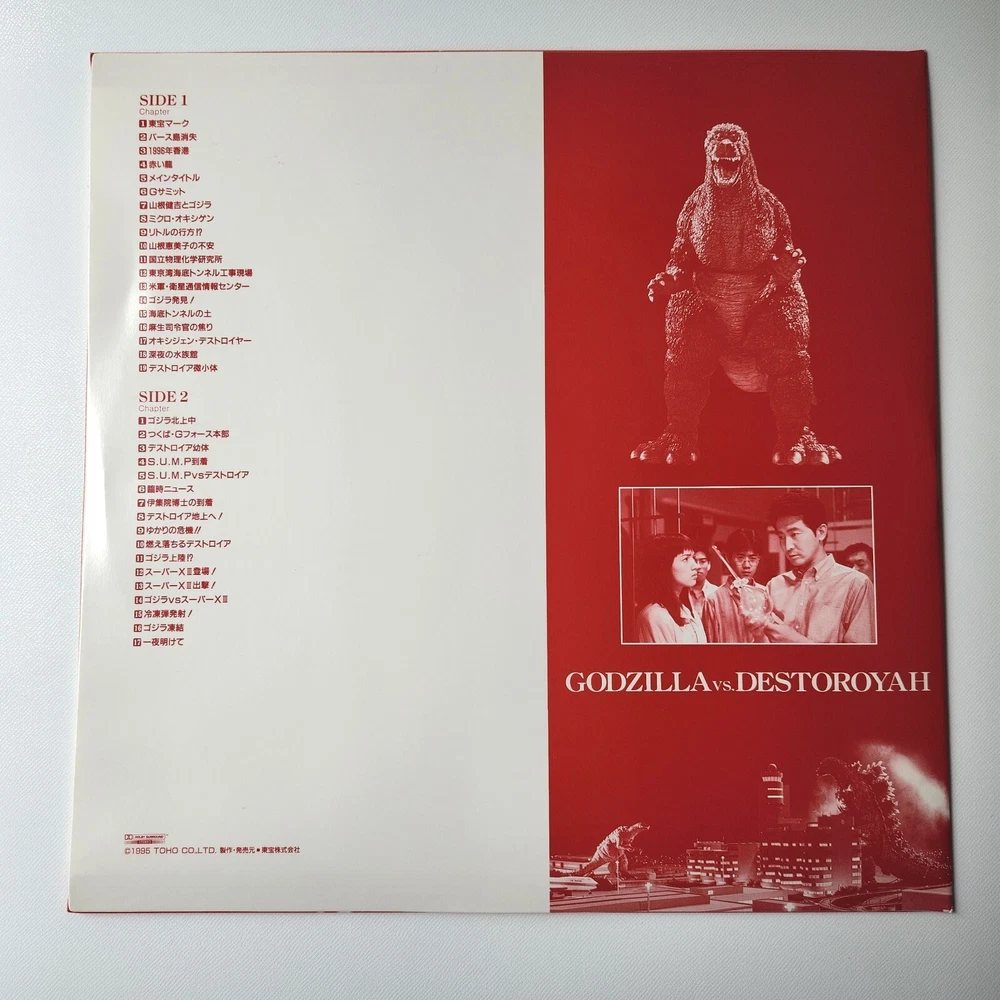 SIDE 1
Chapter
1 東宝マーク
2 バース島消失
3 1996年香港
4 赤い龍
5 メインタイトル
6 Gサミット
7 山根健吉とゴジラ
8 ミクロ・オキシゲン
9 リトルの行方!?
10 山根恵美子の不安
11 国立物理化学研究所
12 東京湾海底トンネル工事現場
13 米軍・衛星通信情報センター
14 ゴジラ発見!
15 海底トンネルの土
16 麻生司令官の焦り
17 オキシジェン・デストロイヤー
18 深夜の水族館
19 デストロイア微小体
SIDE 2
Chapter
1 ゴジラ北上中
2 つくば・Gフォース本部
3 デストロイア幼体
4 S.U.M.P到着
5 S.U.M.Pvsデストロイア
6 臨時ニュース
7 伊集院博士の到着
8 デストロイア地上へ!
9 ゆかりの危機!!
10 燃え落ちるデストロイア
11 ゴジラ上陸!?
12 スーパーXⅢ登場!
13 スーパーXⅢ出撃!
14 ゴジラvsスーパーXⅢ
15 冷凍弾発射!
16 ゴジラ凍結
17 一夜明けて
DOLBY SURROUND
©1995 TOHO CO.,LTD. 製作・発売元●東宝株式会社
GODZILLA VS. DESTOROYAH